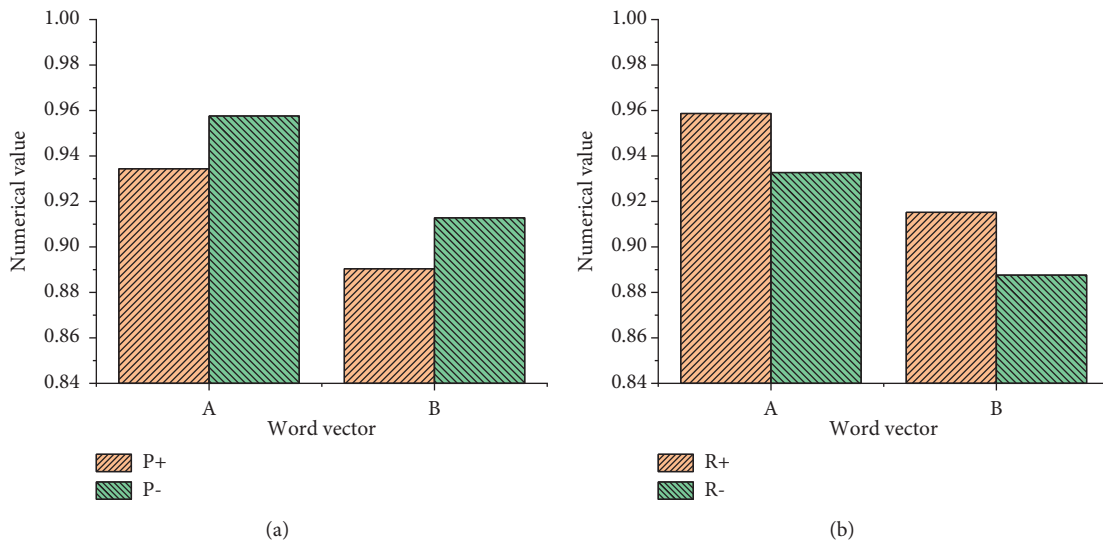 Numerical value
1.00
0.98
0.96
0.94
0.92
0.90
0.88
0.86
0.84
A
B
Word vector
P+
P-
(a)
Numerical value
1.00
0.98
0.96
0.94
0.92
0.90
0.88
0.86
0.84
A
B
Word vector
R+
R-
(b)